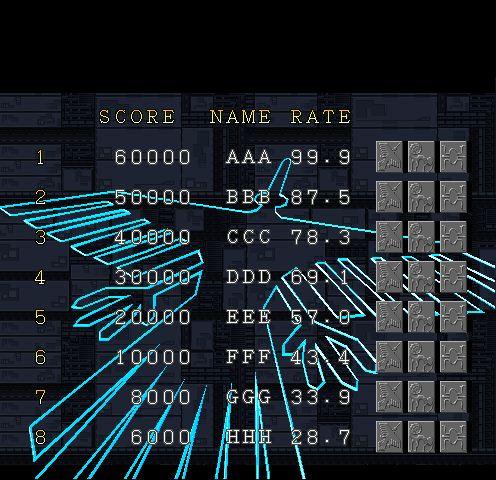 SCORE NAME RATE
1 60000 AAA 99.9
2 50000 BBB 87.5
3 40000 CCC 78.3
4 30000 DDD 69.1
5 20000 EEE 57.0
6 10000 FFF 43.4
7 8000 GGG 33.9
8 6000 HHH 28.7